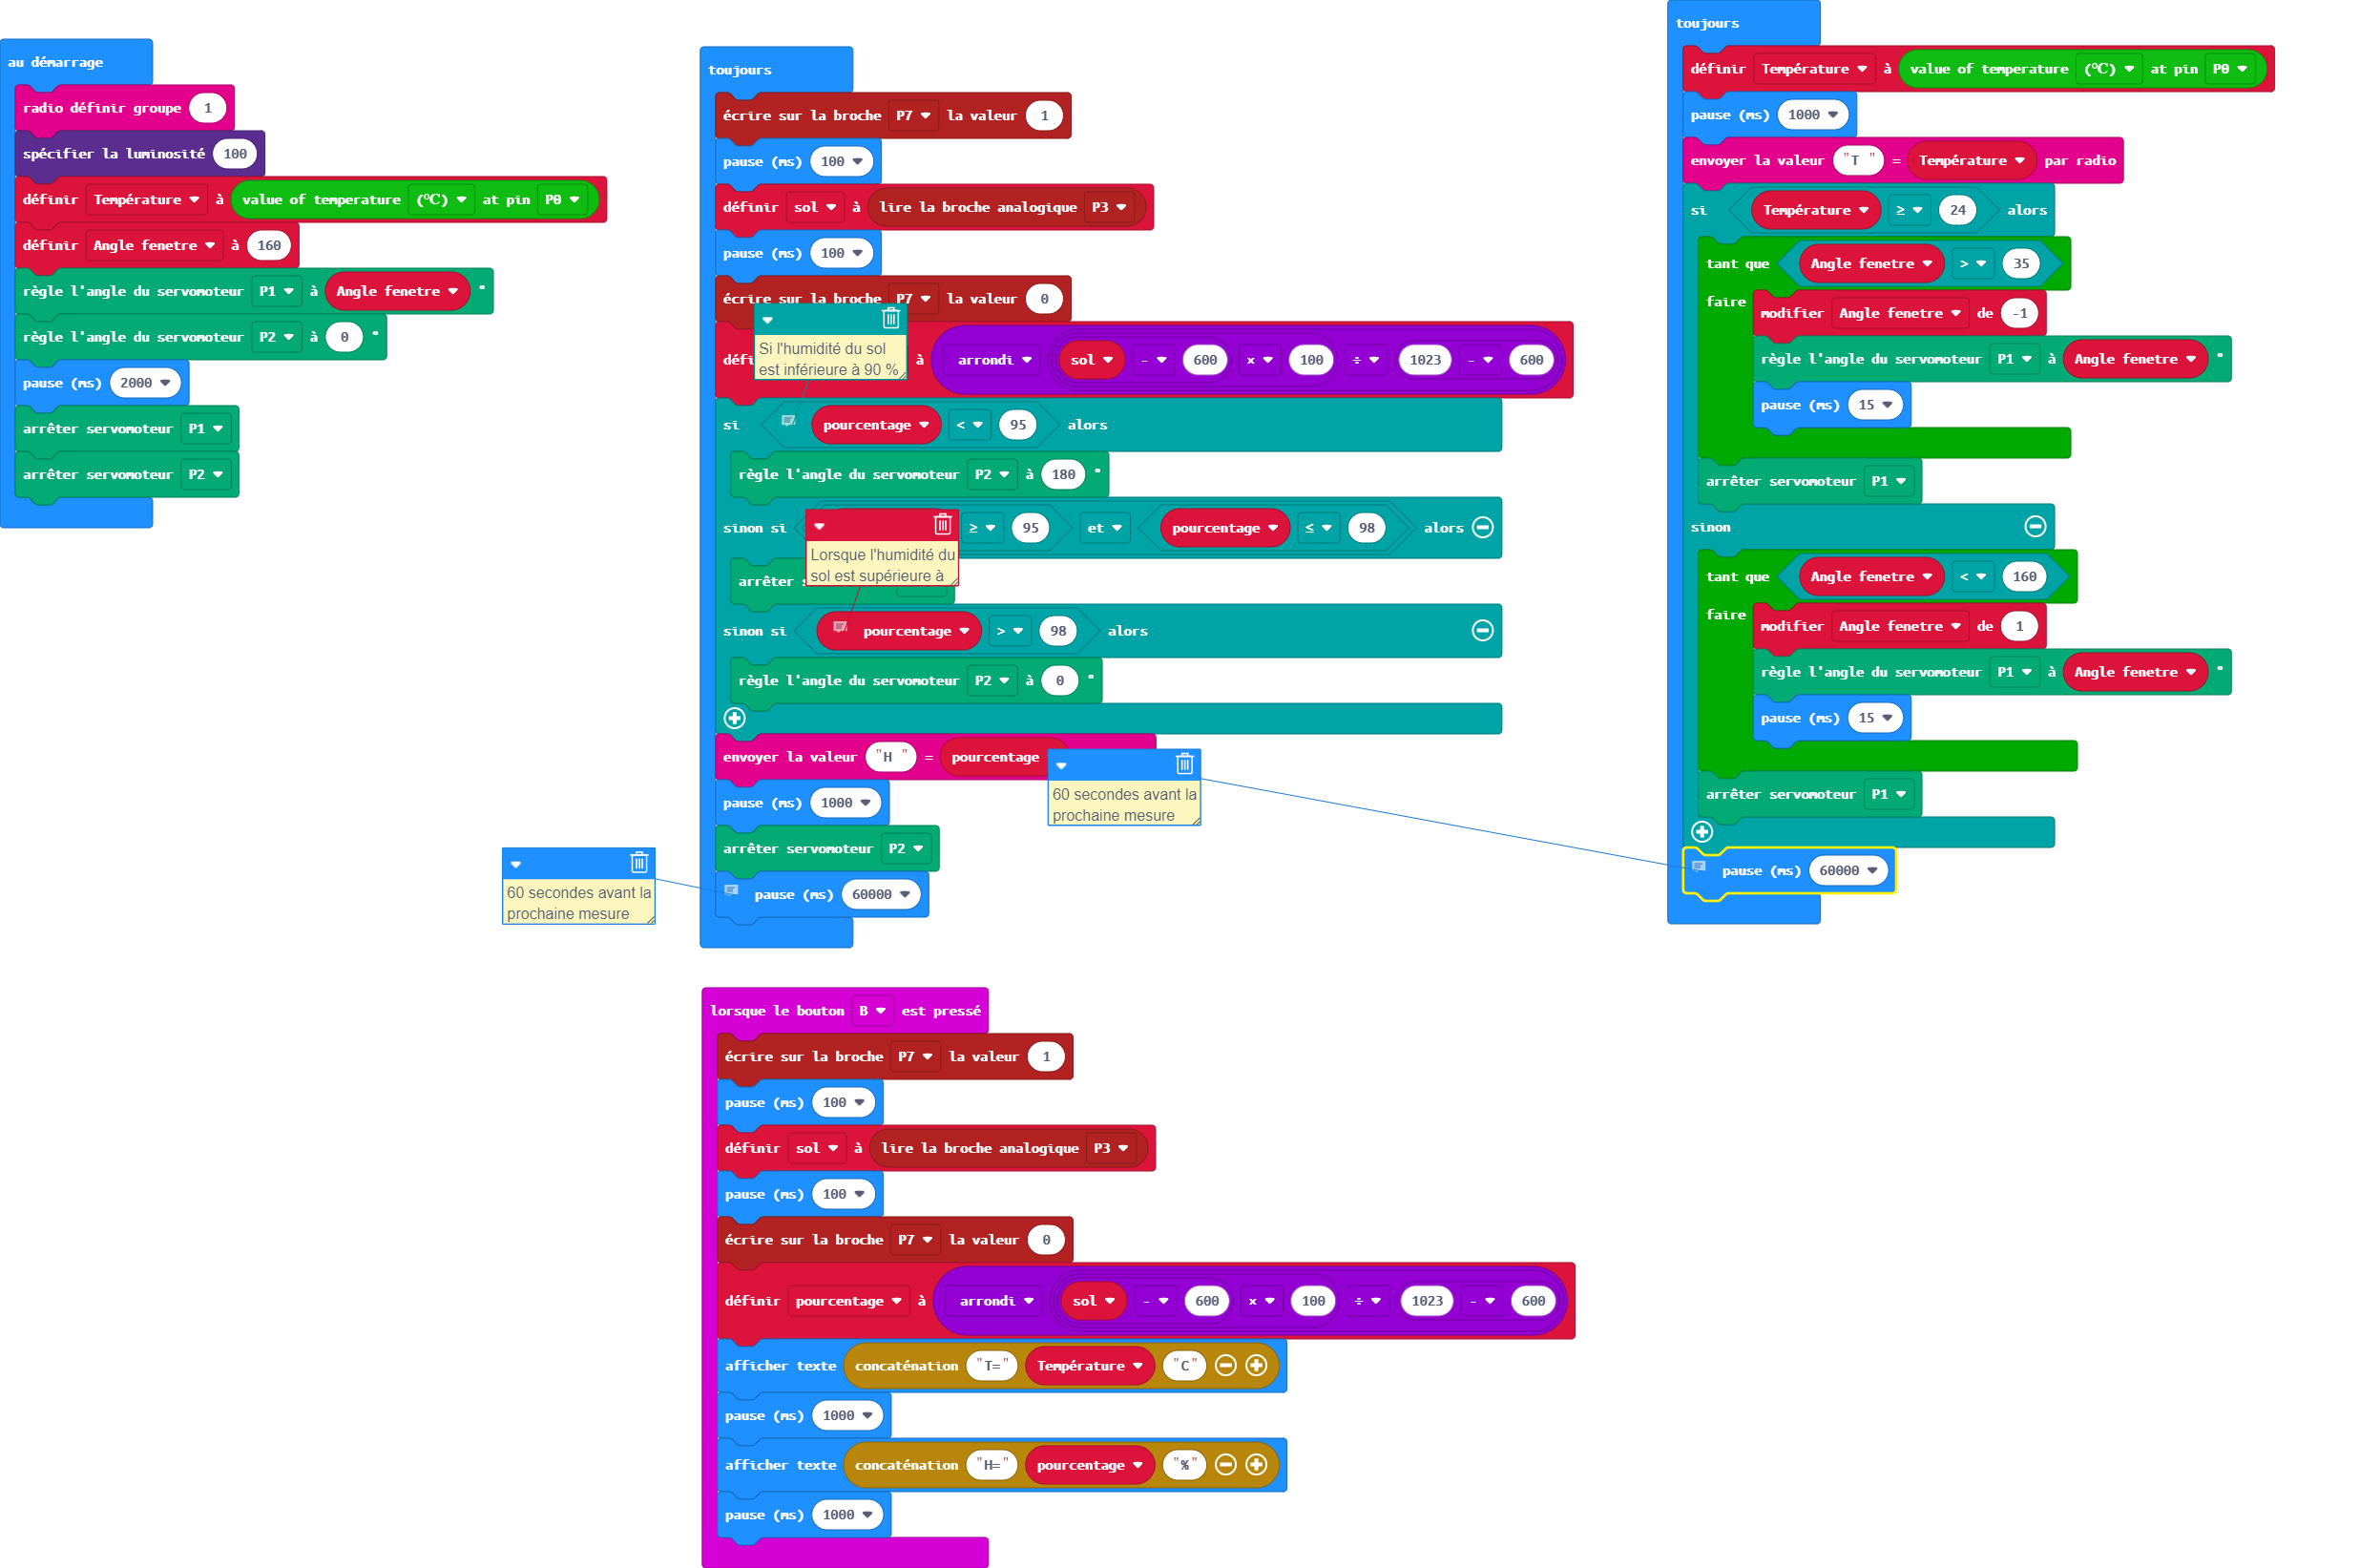 au démarrage
radio définir groupe 1
spécifier la luminosité 100
définir Température à value of temperature (℃) at pin P0
définir Angle fenetre à 160
règle l'angle du servomoteur P1 à Angle fenetre °
règle l'angle du servomoteur P2 à 0 °
pause (ms) 2000
arrêter servomoteur P1
arrêter servomoteur P2
toujours
écrire sur la broche P7 la valeur 1
pause (ms) 100
définir sol à lire la broche analogique P3
pause (ms) 100
écrire sur la broche P7 la valeur 0
à arrondi sol - 600 x 100 ÷ 1023 - 600
Si l'humidité du sol
est inférieure à 90 %
si pourcentage < 95 alors
règle l'angle du servomoteur P2 à 180 °
sinon si ≥ 95 et pourcentage ≤ 98 alors
Lorsque l'humidité du
sol est supérieure à
arrêter
sinon si pourcentage > 98 alors
règle l'angle du servomoteur P2 à 0 °
envoyer la valeur "H " = pourcentage
pause (ms) 1000
arrêter servomoteur P2
pause (ms) 60000
60 secondes avant la
prochaine mesure
60 secondes avant la
prochaine mesure
toujours
définir Température à value of temperature (℃) at pin P0
pause (ms) 1000
envoyer la valeur "T " = Température par radio
si Température ≥ 24 alors
tant que Angle fenetre > 35
faire modifier Angle fenetre de -1
règle l'angle du servomoteur P1 à Angle fenetre °
pause (ms) 15
arrêter servomoteur P1
sinon
tant que Angle fenetre < 160
faire modifier Angle fenetre de 1
règle l'angle du servomoteur P1 à Angle fenetre °
pause (ms) 15
arrêter servomoteur P1
pause (ms) 60000
lorsque le bouton B est pressé
écrire sur la broche P7 la valeur 1
pause (ms) 100
définir sol à lire la broche analogique P3
pause (ms) 100
écrire sur la broche P7 la valeur 0
définir pourcentage à arrondi sol - 600 x 100 ÷ 1023 - 600
afficher texte concaténation "T=" Température "C"
pause (ms) 1000
afficher texte concaténation "H=" pourcentage "%"
pause (ms) 1000